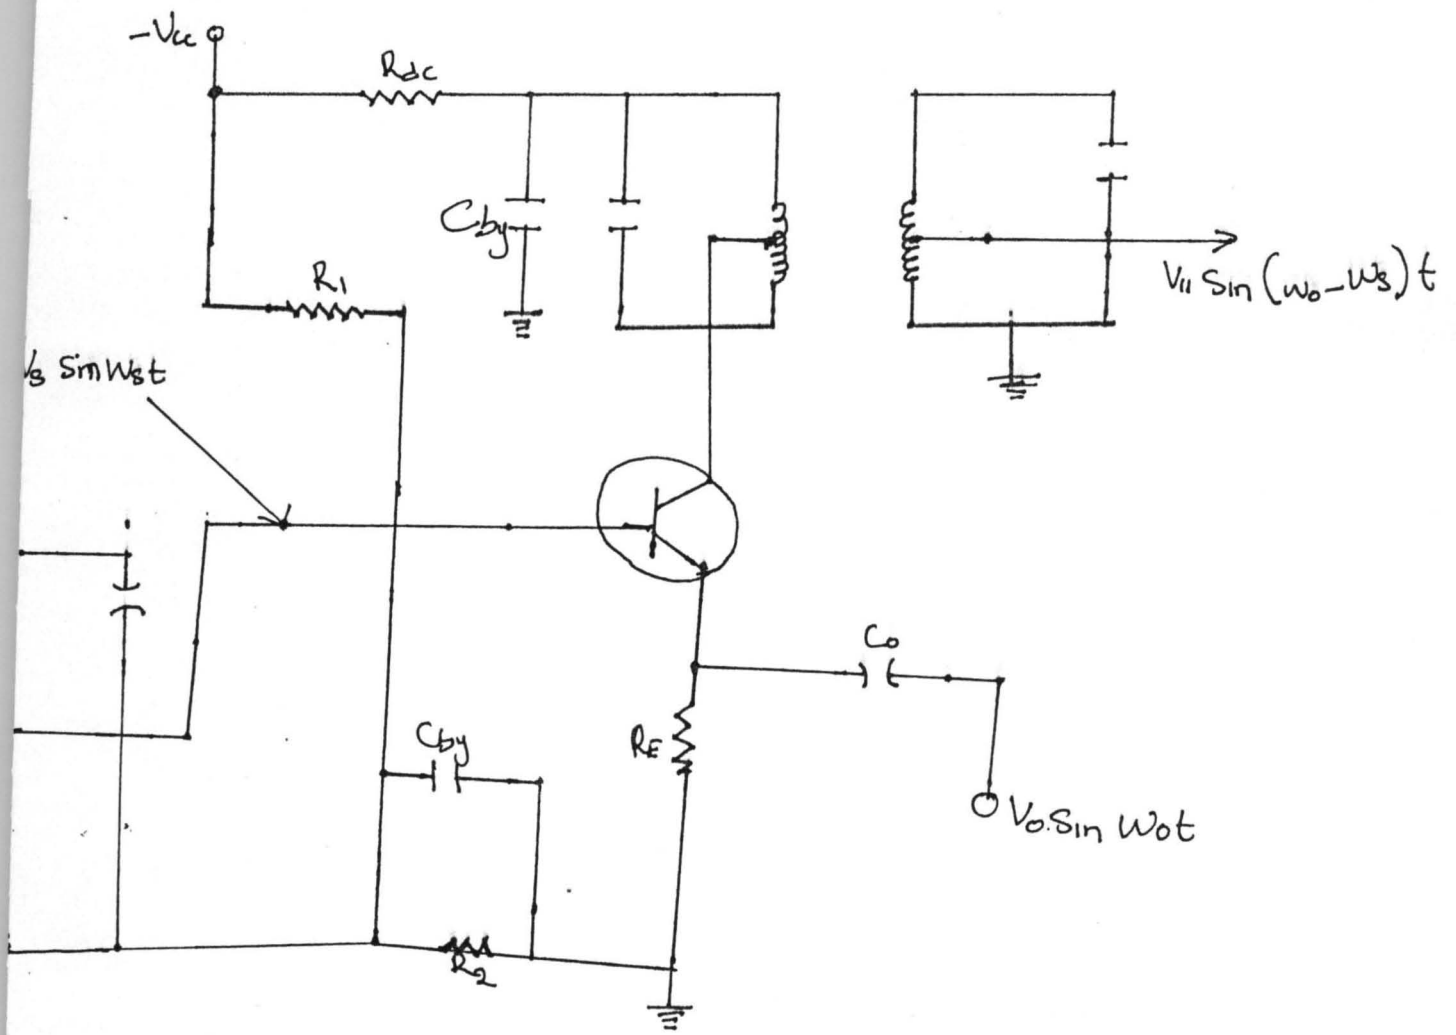 -Vcc
Rdc
Cby
R1
Vs Sin Wst
V11 Sin (wo-ws) t
Co
Cby
RE
Vo.Sin Wot
R2